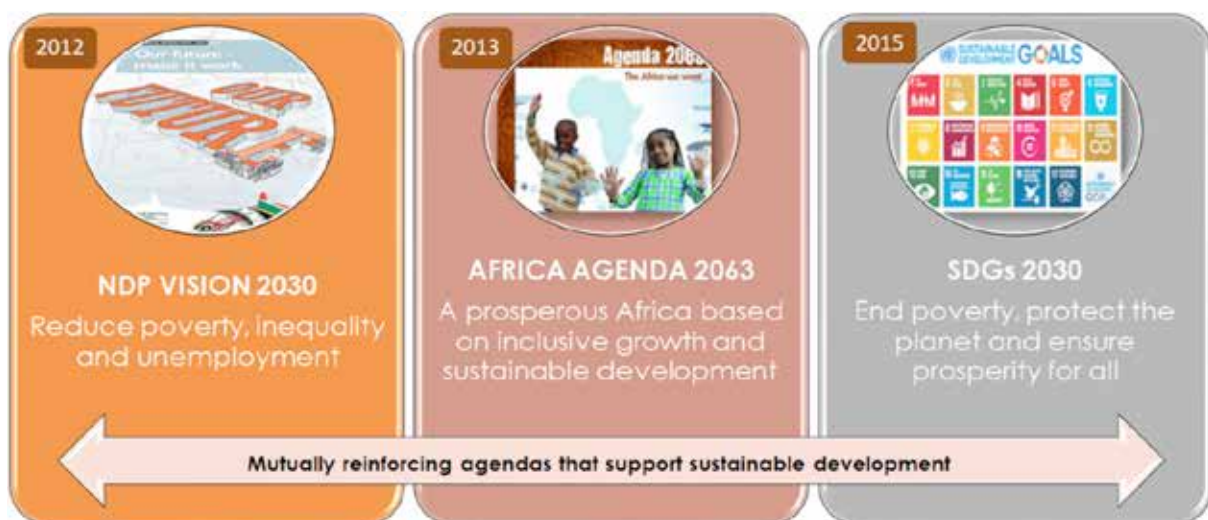 2012
Our future-
make it work
OUR
FUTURE
NDP VISION 2030
Reduce poverty, inequality
and unemployment
2013
Agenda 2063
The Africa we want
AFRICA AGENDA 2063
A prosperous Africa based
on inclusive growth and
sustainable development
2015
SUSTAINABLE
DEVELOPMENT
GOALS
SDGs 2030
End poverty, protect the
planet and ensure
prosperity for all
Mutually reinforcing agendas that support sustainable development